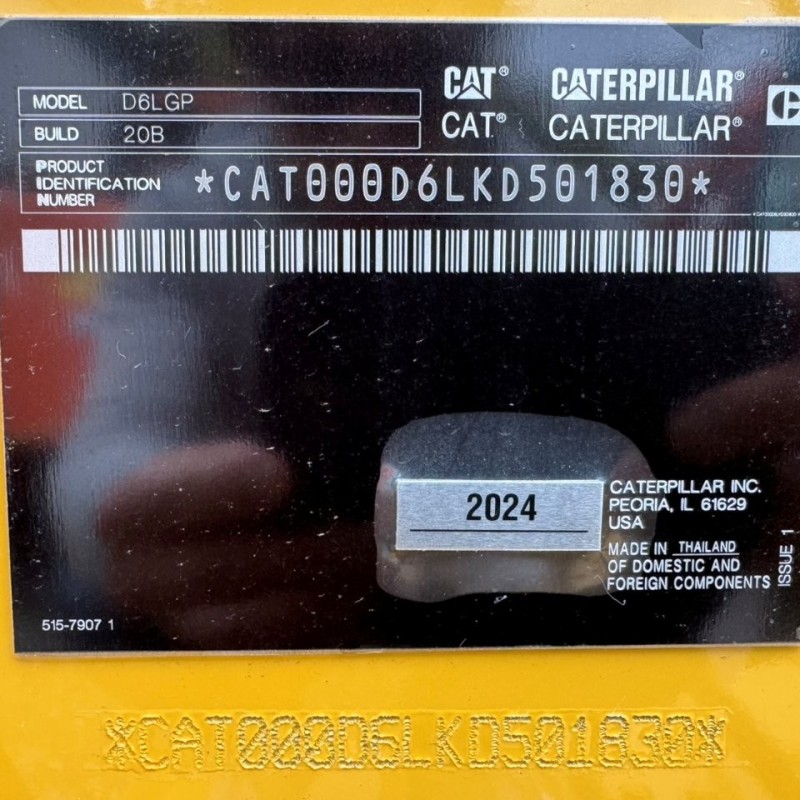 MODEL D6LGP
BUILD 20B
CAT® CATERPILLAR®
CAT® CATERPILLAR®
PRODUCT
IDENTIFICATION
NUMBER
*CAT000D6LKD501830*
2024
CATERPILLAR INC.
PEORIA, IL 61629
USA
MADE IN THAILAND
OF DOMESTIC AND
FOREIGN COMPONENTS
ISSUE 1
515-7907 1
*CAT000D6LKD501830*